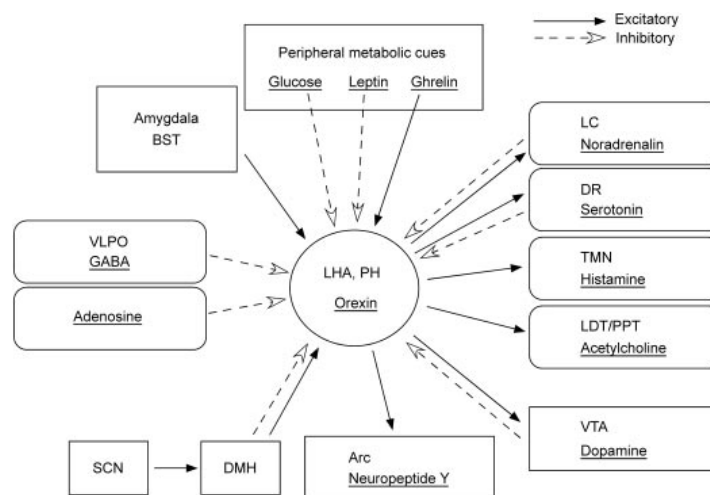 Excitatory
Inhibitory
Peripheral metabolic cues
Glucose Leptin Ghrelin
Amygdala
BST
LC
Noradrenalin
DR
Serotonin
VLPO
GABA
Adenosine
LHA, PH
Orexin
TMN
Histamine
LDT/PPT
Acetylcholine
VTA
Dopamine
SCN
DMH
Arc
Neuropeptide Y